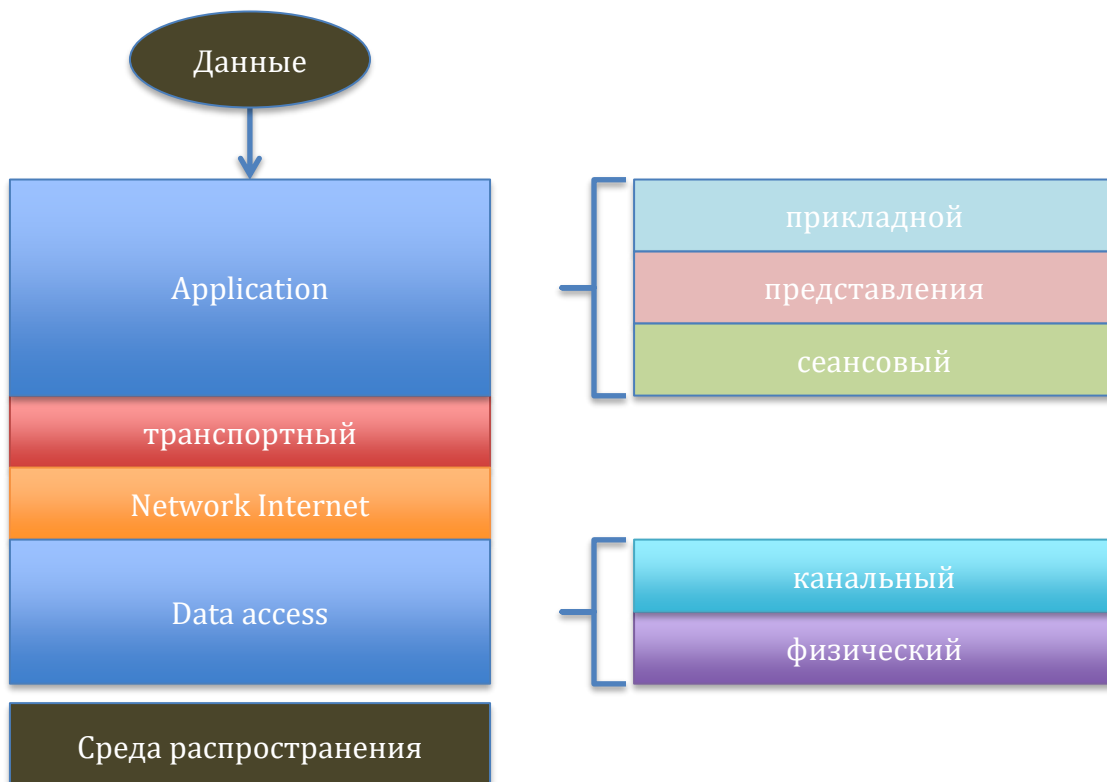 Данные
Application
транспортный
Network Internet
Data access
Среда распространения
прикладной
представления
сеансовый
канальный
физический